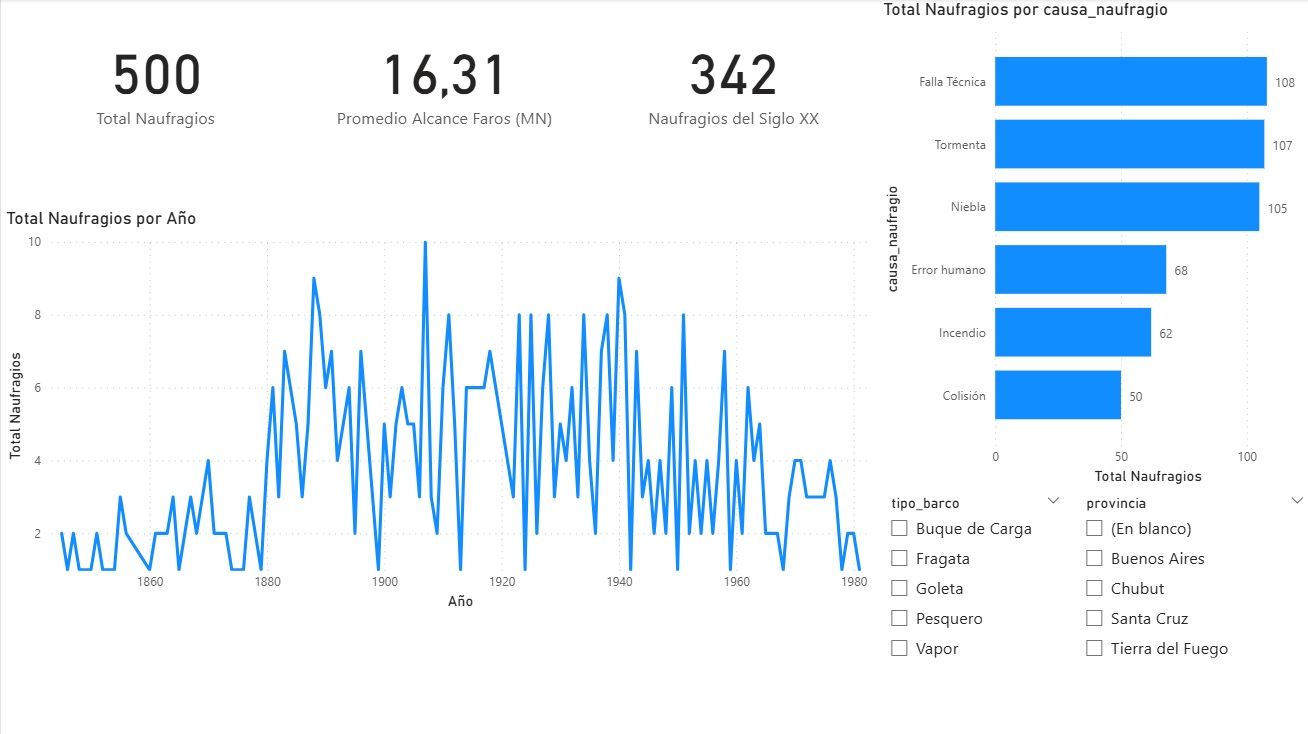 500
Total Naufragios
16,31
Promedio Alcance Faros (MN)
342
Naufragios del Siglo XX
Total Naufragios por Año
Total Naufragios
10
8
6
4
2
1860
1880
1900
1920
1940
1960
1980
Año
Total Naufragios por causa_naufragio
causa_naufragio
Falla Técnica
108
Tormenta
107
Niebla
105
Error humano
68
Incendio
62
Colisión
50
0
50
100
Total Naufragios
tipo_barco
Buque de Carga
Fragata
Goleta
Pesquero
Vapor
provincia
(En blanco)
Buenos Aires
Chubut
Santa Cruz
Tierra del Fuego